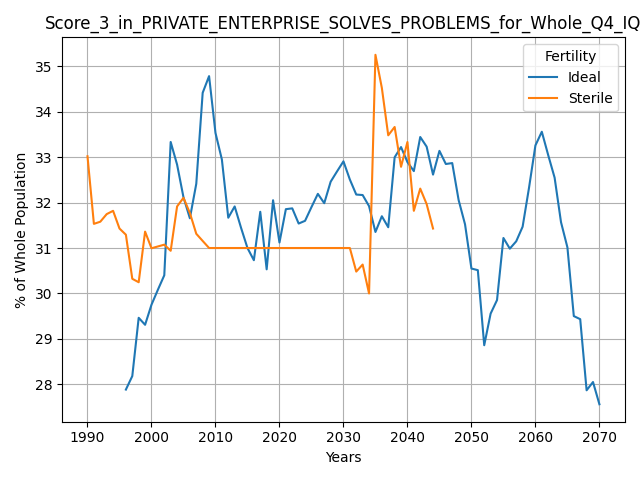 Score_3_in_PRIVATE_ENTERPRISE_SOLVES_PROBLEMS_for_Whole_Q4_IQ
Fertility
Ideal
Sterile
% of Whole Population
35
34
33
32
31
30
29
28
1990 2000 2010 2020 2030 2040 2050 2060 2070
Years